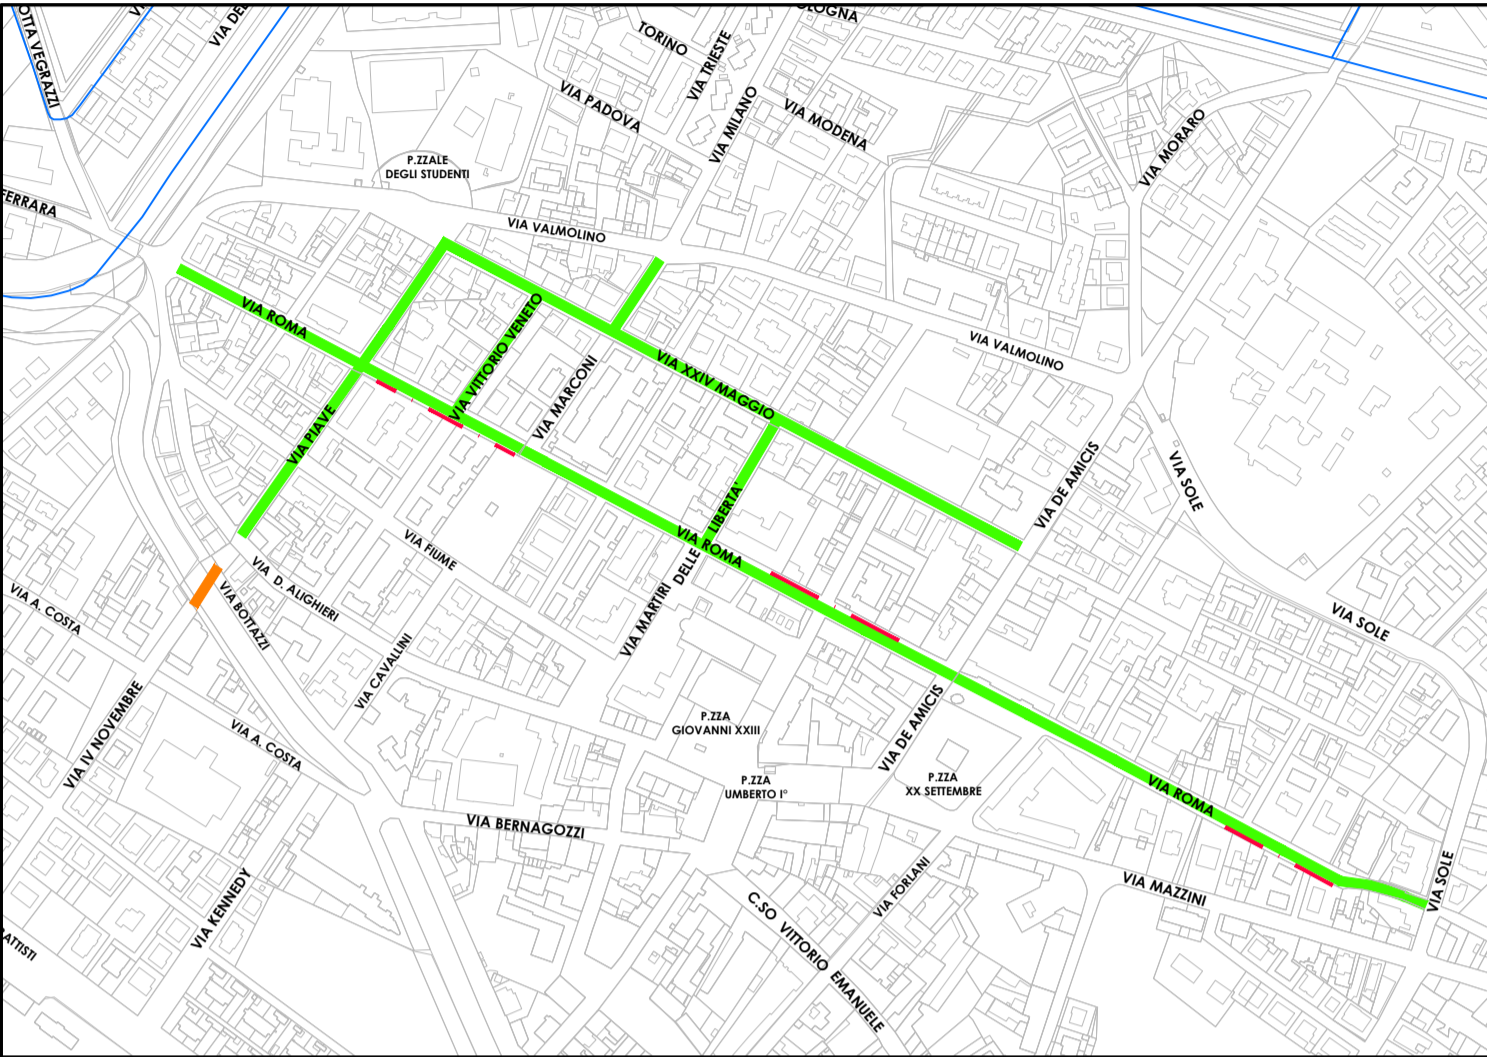 OTTA VEGRAZZI
VIA DEL
TORINO
VIA TRIESTE
OLOGNA
VIA PADOVA
VIA MILANO
VIA MODENA
VIA MORARO
P.ZZALE
DEGLI STUDENTI
FERRARA
VIA VALMOLINO
VIA ROMA
VIA VITTORIO VENETO
VIA MARCONI
VIA XXIV MAGGIO
VIA VALMOLINO
VIA PIAVE
VIA DE AMICIS
VIA SOLE
VIA FIUME
VIA MARTIRI DELLE LIBERTA'
VIA ROMA
VIA A. COSTA
VIA BOTTAZZI
VIA D. ALIGHIERI
VIA CAVALLINI
VIA SOLE
VIA IV NOVEMBRE
VIA A. COSTA
P.ZZA
GIOVANNI XXIII
VIA DE AMICIS
P.ZZA
UMBERTO I°
P.ZZA
XX SETTEMBRE
VIA ROMA
VIA BERNAGOZZI
VIA KENNEDY
VIA FORLANI
VIA MAZZINI
VIA SOLE
C.SO VITTORIO EMANUELE
BATTISTI